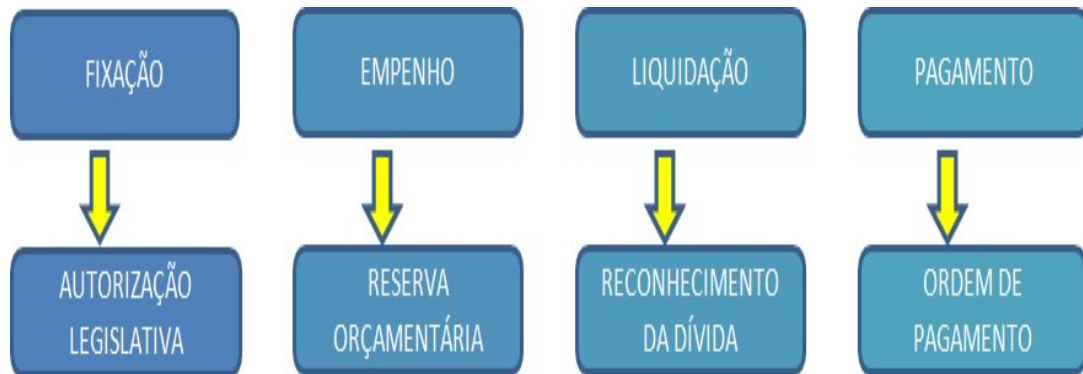 FIXAÇÃO
EMPENHO
LIQUIDAÇÃO
PAGAMENTO
AUTORIZAÇÃO
LEGISLATIVA
RESERVA
ORÇAMENTÁRIA
RECONHECIMENTO
DA DÍVIDA
ORDEM DE
PAGAMENTO